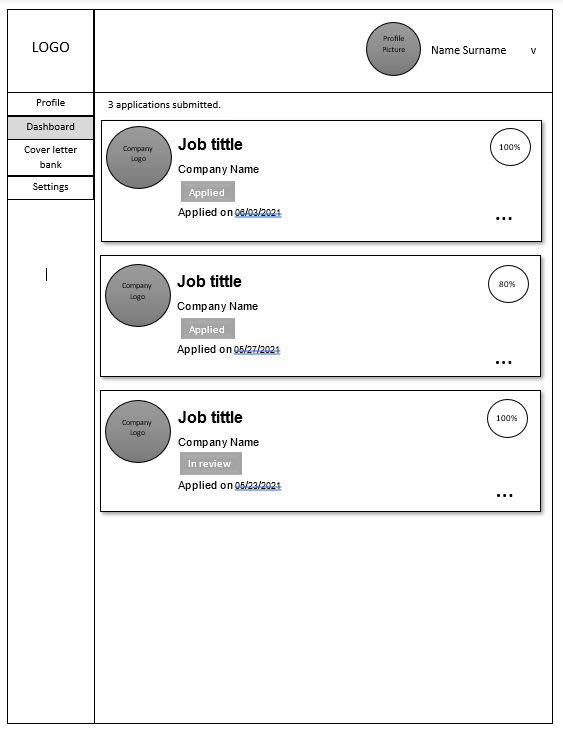 LOGO
Profile
Picture
Name Surname v
Profile
Dashboard
Cover letter
bank
Settings
3 applications submitted.
Company
Logo
Job tittle
100%
Company Name
Applied
Applied on 06/03/2021
...
Company
Logo
Job tittle
80%
Company Name
Applied
Applied on 05/27/2021
...
Company
Logo
Job tittle
100%
Company Name
In review
Applied on 05/23/2021
...